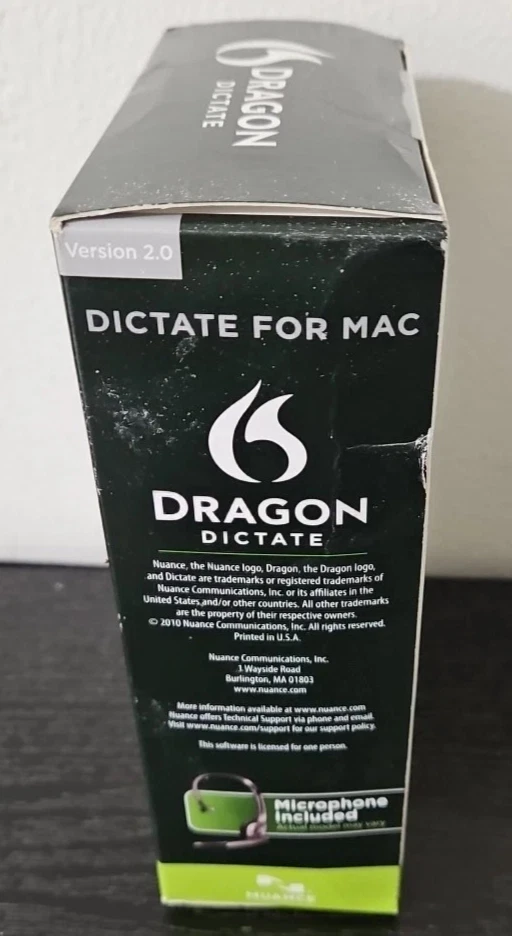 DRAGON
DICTATE
Version 2.0
DICTATE FOR MAC
DRAGON
DICTATE
Nuance, the Nuance logo, Dragon, the Dragon logo,
and Dictate are trademarks or registered trademarks of
Nuance Communications, Inc. or its affiliates in the
United States and/or other countries. All other trademarks
are the property of their respective owners.
© 2010 Nuance Communications, Inc. All rights reserved.
Printed in U.S.A.
Nuance Communications, Inc.
1 Wayside Road
Burlington, MA 01803
www.nuance.com
More information available at www.nuance.com
Nuance offers Technical Support via phone and email.
Visit www.nuance.com/support for our support policy.
This software is licensed for one person.
Microphone
Included
Actual model may vary
NUANCE